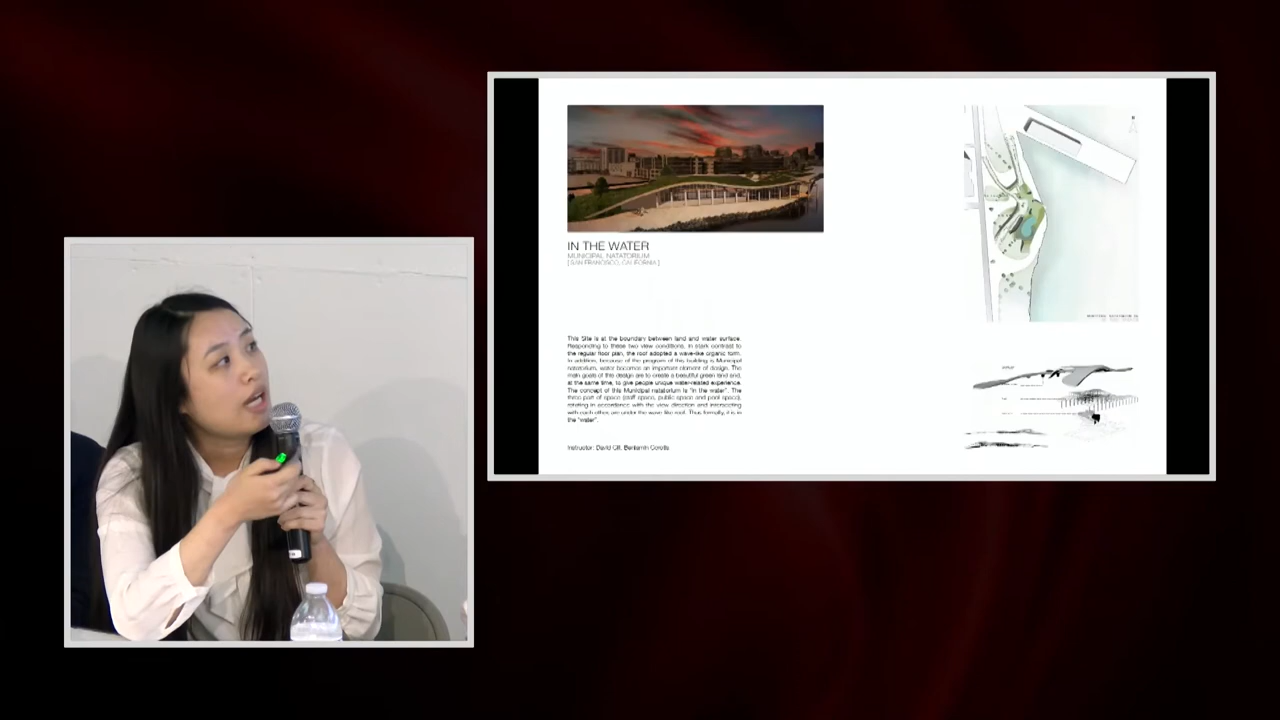 IN THE WATER
MUNICIPAL NATATORIUM
[ SAN FRANCISCO, CALIFORNIA ]
This Site is at the boundary between land and water surface.
Responding to these two view conditions. In stark contrast to
the regular floor plan, the roof adopted a wave-like organic form.
In addition, because of the program of this building is Municipal
natatorium, water becomes an important element of design. The
main goals of this design are to create a beautiful green land and,
at the same time, to give people unique water-related experience.
The concept of this Municipal natatorium is "in the water". The
three part of space (staff space, public space and pool space),
rotating in accordance with the view direction and intersecting
with each other, are under the wave like roof. Thus, formally, it is in
the "water".
Instructor: David Gill, Benjamin